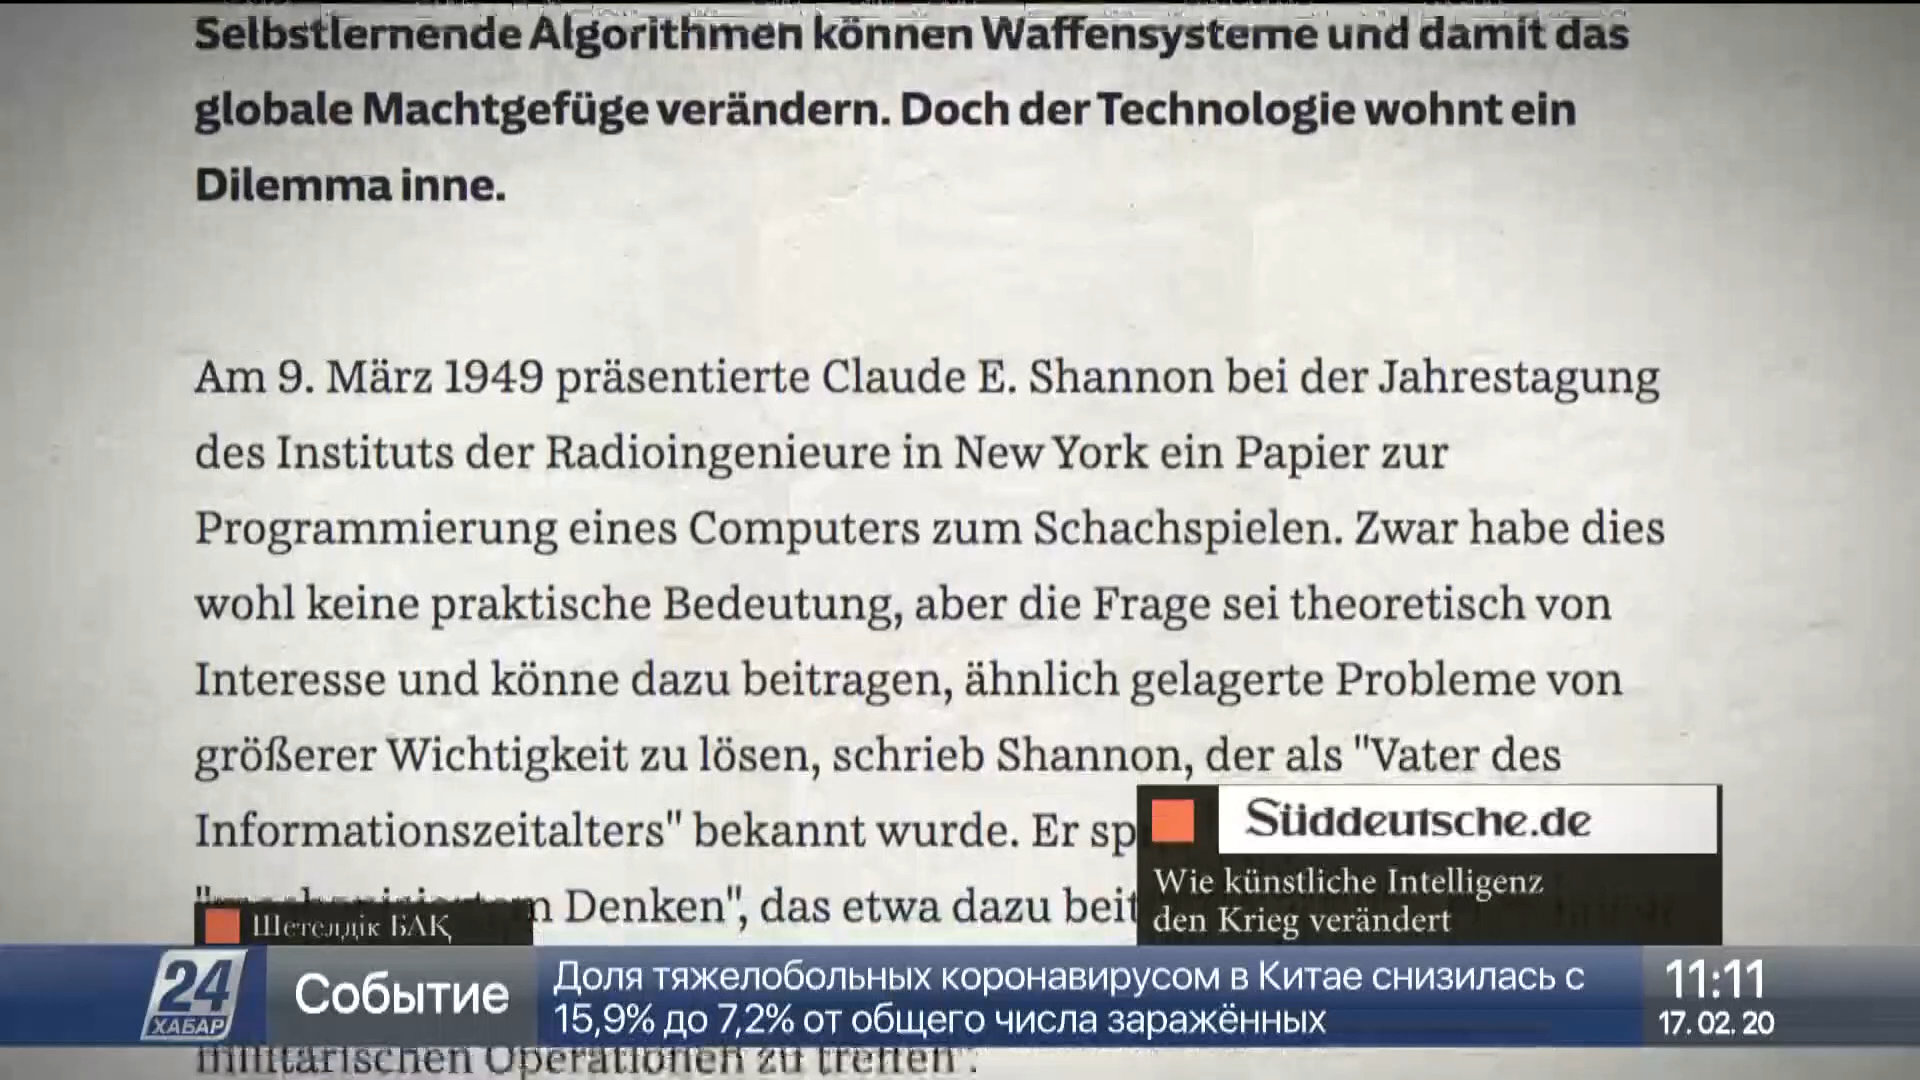 Selbstlernende Algorithmen können Waffensysteme und damit das
globale Machtgefüge verändern. Doch der Technologie wohnt ein
Dilemma inne.
Am 9. März 1949 präsentierte Claude E. Shannon bei der Jahrestagung
des Instituts der Radioingenieure in New York ein Papier zur
Programmierung eines Computers zum Schachspielen. Zwar habe dies
wohl keine praktische Bedeutung, aber die Frage sei theoretisch von
Interesse und könne dazu beitragen, ähnlich gelagerte Probleme von
größerer Wichtigkeit zu lösen, schrieb Shannon, der als "Vater des
Informationszeitalters" bekannt wurde. Er sp
Denken", das etwa dazu beit
Süddeutsche.de
Wie künstliche Intelligenz
den Krieg verändert
Шетелдік БАҚ
24
ХАБАР
Событие
Доля тяжелобольных коронавирусом в Китае снизилась с
15,9% до 7,2% от общего числа заражённых
11:11
17. 02. 20
militärischen Operationen zu treffen".